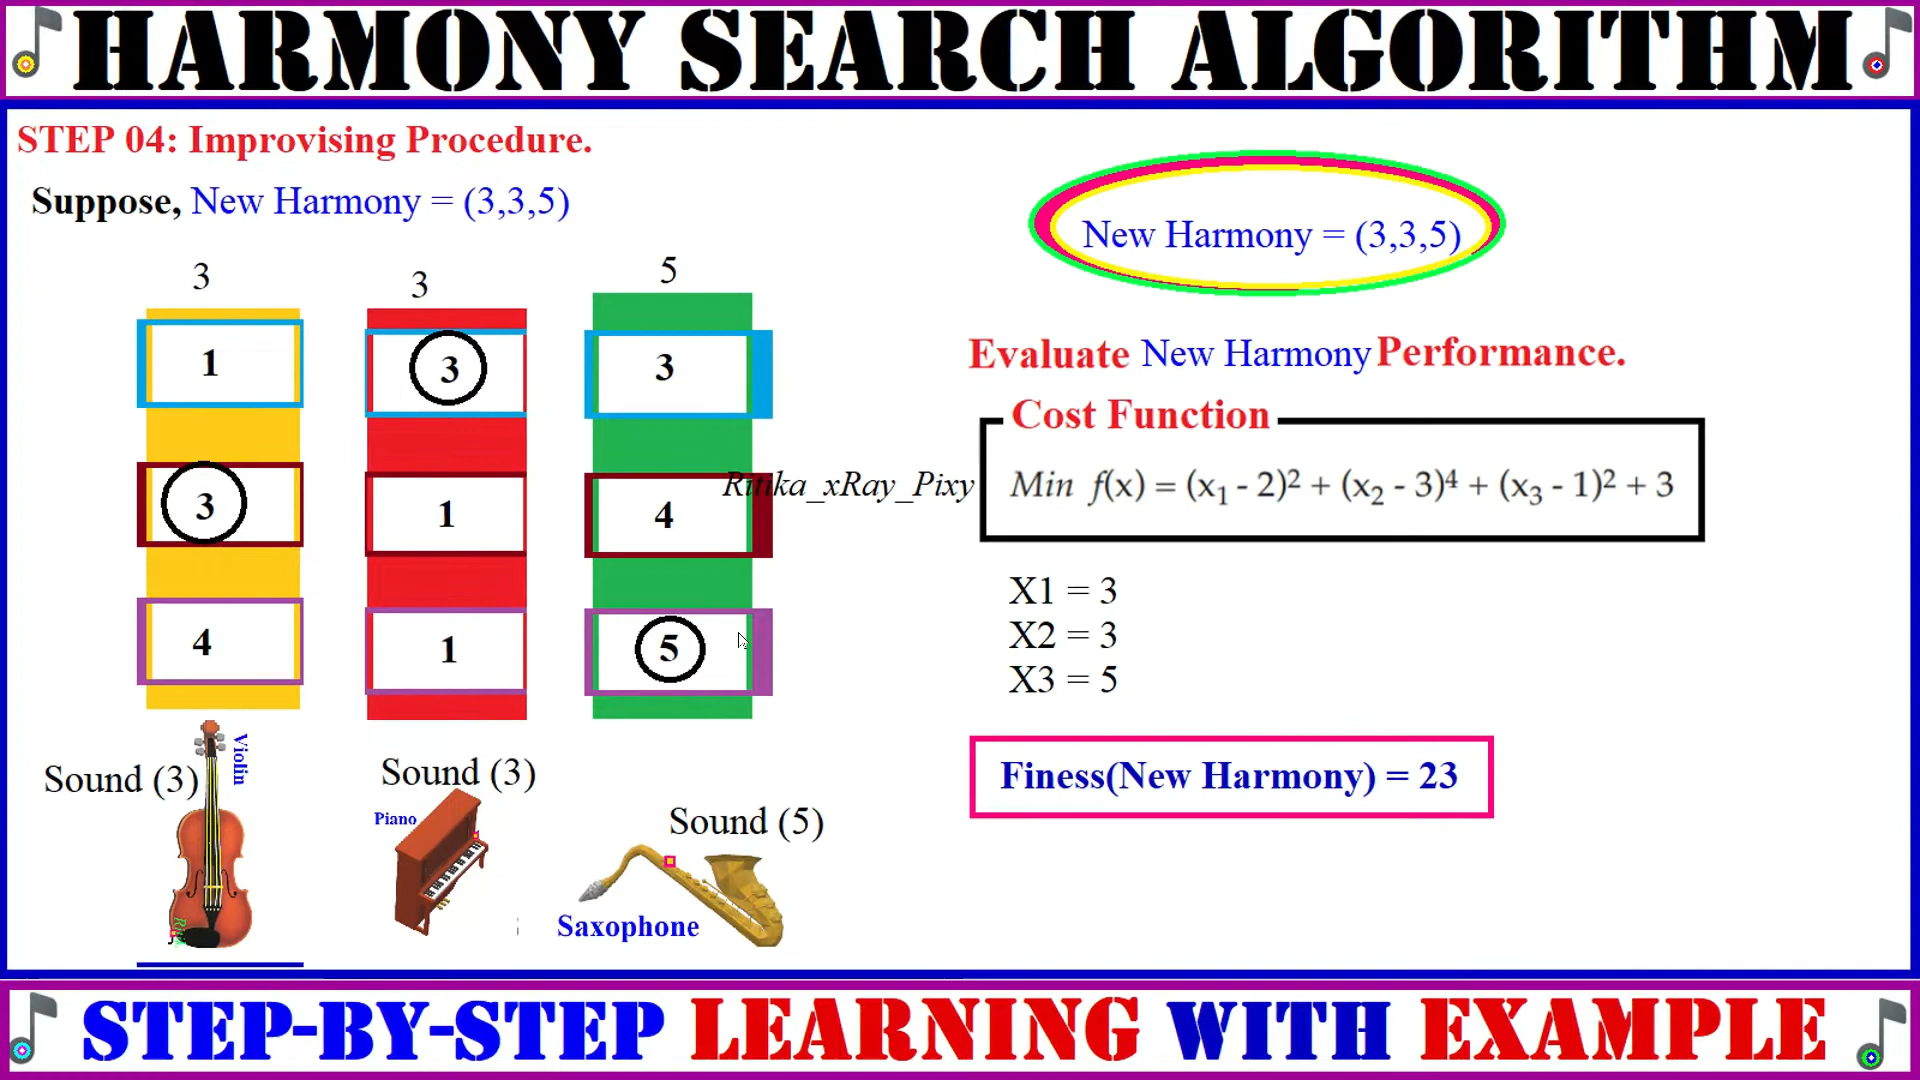 HARMONY SEARCH ALGORITHM
STEP 04: Improvising Procedure.
Suppose, New Harmony = (3,3,5)
3 3 5
1 3 3
3 1 4
4 1 5
Sound (3)
Violin
Sound (3)
Piano
Sound (5)
Saxophone
New Harmony = (3,3,5)
Evaluate New Harmony Performance.
Cost Function
Ritika_xRay_Pixy
Min f(x) = (x₁ - 2)² + (x₂ - 3)⁴ + (x₃ - 1)² + 3
X1 = 3
X2 = 3
X3 = 5
Finess(New Harmony) = 23
STEP-BY-STEP LEARNING WITH EXAMPLE